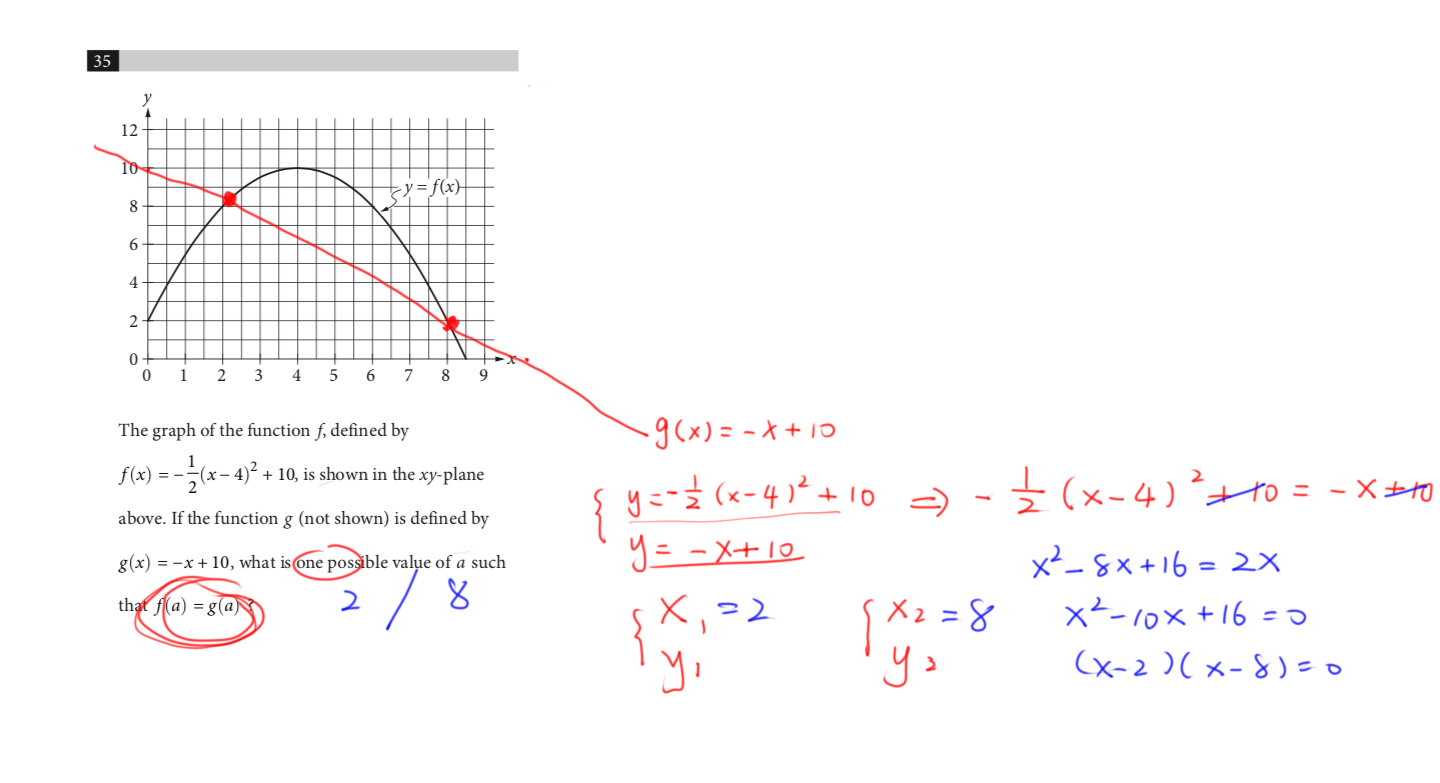 35
y
12
10
8
6
4
2
0
y = f(x)
x
0 1 2 3 4 5 6 7 8 9
The graph of the function f, defined by
f(x) = −1/2(x − 4)² + 10, is shown in the xy-plane
above. If the function g (not shown) is defined by
g(x) = −x + 10, what is one possible value of a such
that f(a) = g(a) ?
2 / 8
g(x) = -x + 10
{ y = -1/2 (x-4)² + 10 ⇒ -1/2 (x-4)² + 10 = -x + 10
y = -x + 10
x² - 8x + 16 = 2x
{ x₁ = 2 { x₂ = 8 x² - 10x + 16 = 0
y₁ y₂ (x-2)(x-8) = 0